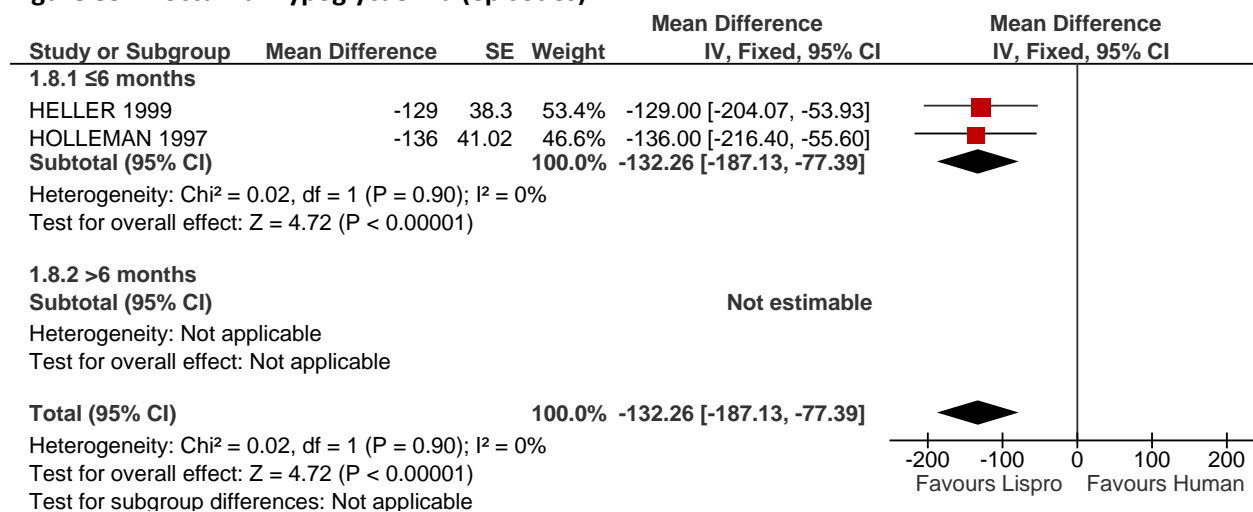 Mean Difference Mean Difference
Study or Subgroup Mean Difference SE Weight IV, Fixed, 95% CI IV, Fixed, 95% CI
1.8.1 ≤6 months
HELLER 1999 -129 38.3 53.4% -129.00 [-204.07, -53.93]
HOLLEMAN 1997 -136 41.02 46.6% -136.00 [-216.40, -55.60]
Subtotal (95% CI) 100.0% -132.26 [-187.13, -77.39]
Heterogeneity: Chi² = 0.02, df = 1 (P = 0.90); I² = 0%
Test for overall effect: Z = 4.72 (P < 0.00001)
1.8.2 >6 months
Subtotal (95% CI) Not estimable
Heterogeneity: Not applicable
Test for overall effect: Not applicable
Total (95% CI) 100.0% -132.26 [-187.13, -77.39]
Heterogeneity: Chi² = 0.02, df = 1 (P = 0.90); I² = 0%
Test for overall effect: Z = 4.72 (P < 0.00001)
Test for subgroup differences: Not applicable
-200 -100 0 100 200
Favours Lispro Favours Human